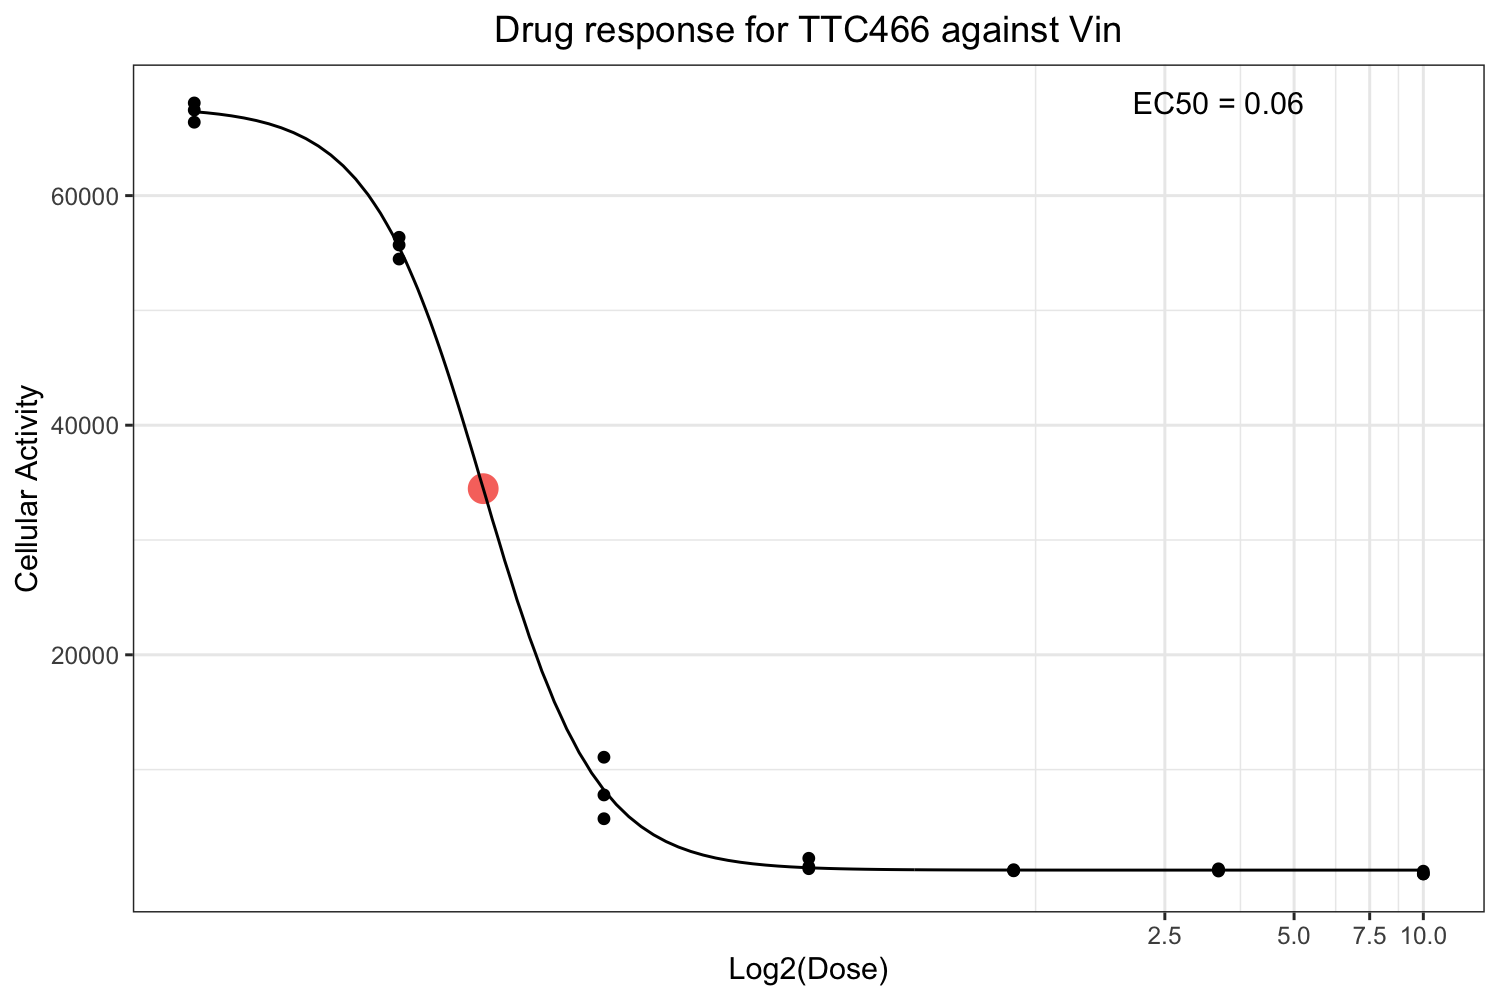 Drug response for TTC466 against Vin
EC50 = 0.06
60000
40000
20000
Cellular Activity
2.5 5.0 7.5 10.0
Log2(Dose)